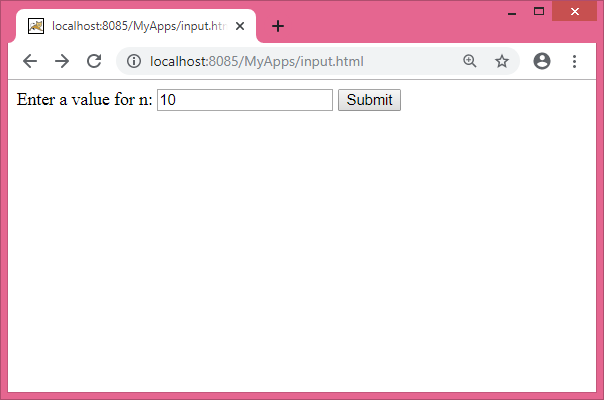 localhost:8085/MyApps/input.htm
localhost:8085/MyApps/input.html
Enter a value for n: 10 Submit